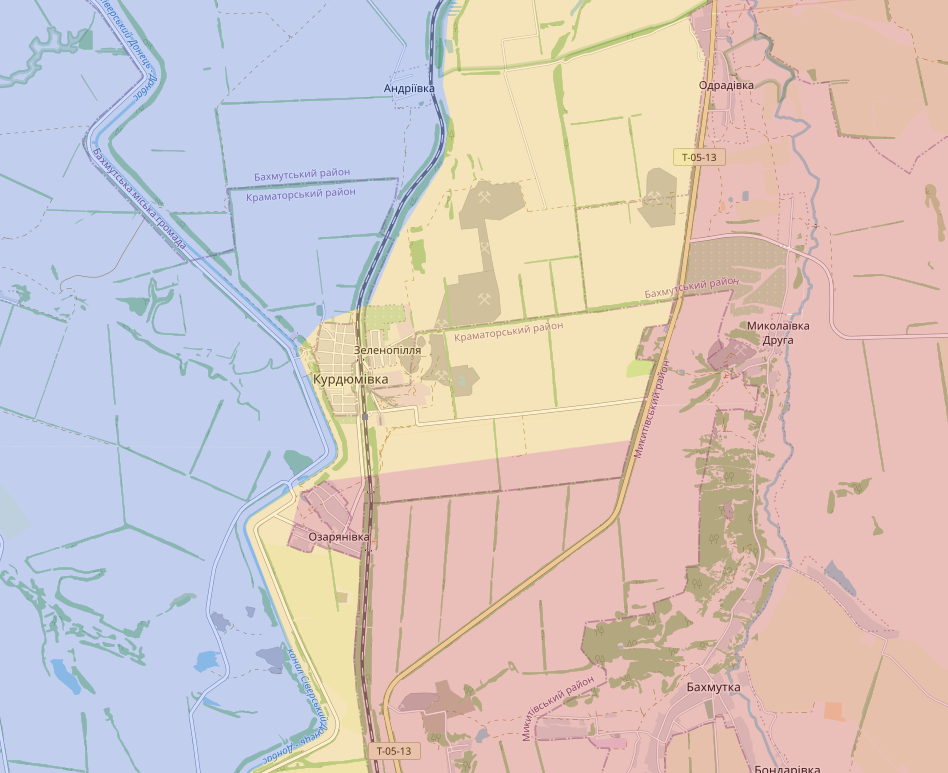 Сіверський Донець - Донбас
Андріївка
Одрадівка
Т-05-13
Бахмутський район
Краматорський район
Бахмутська міська громада
Бахмутський район
Краматорський район
Миколаївка
Друга
Зеленопілля
Курдюмівка
Микитівський район
Озарянівка
канал Сіверський
Донець - Донбас
Микитівський район
Бахмутка
Т-05-13
Бондарівка